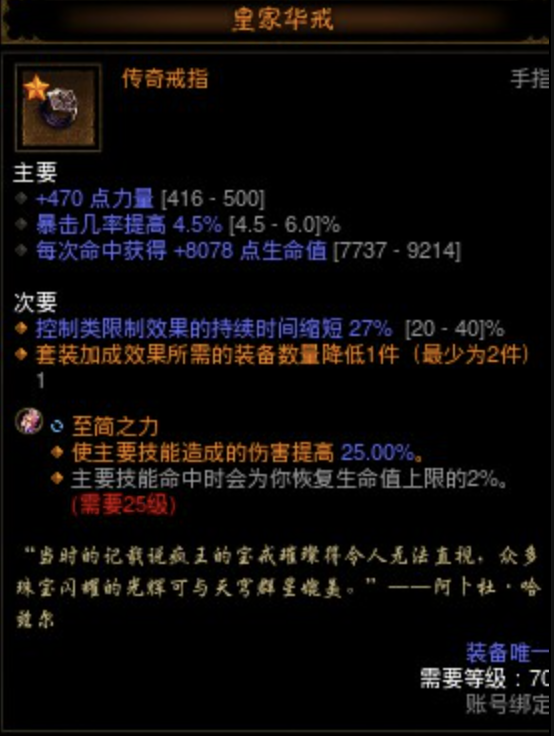 皇家华戒
传奇戒指
手指
主要
+470 点力量 [416 - 500]
暴击几率提高 4.5% [4.5 - 6.0]%
每次命中获得 +8078 点生命值 [7737 - 9214]
次要
控制类限制效果的持续时间缩短 27% [20 - 40]%
套装加成效果所需的装备数量降低1件（最少为2件）
1
至简之力
使主要技能造成的伤害提高 25.00%。
主要技能命中时会为你恢复生命值上限的2%。
(需要25级)
“当时的记载说疯王的宝戒璀璨得令人无法直视，众多
珠宝闪耀的光辉可与天穹群星媲美。”——阿卜杜·哈
兹尔
装备唯一
需要等级：70
账号绑定